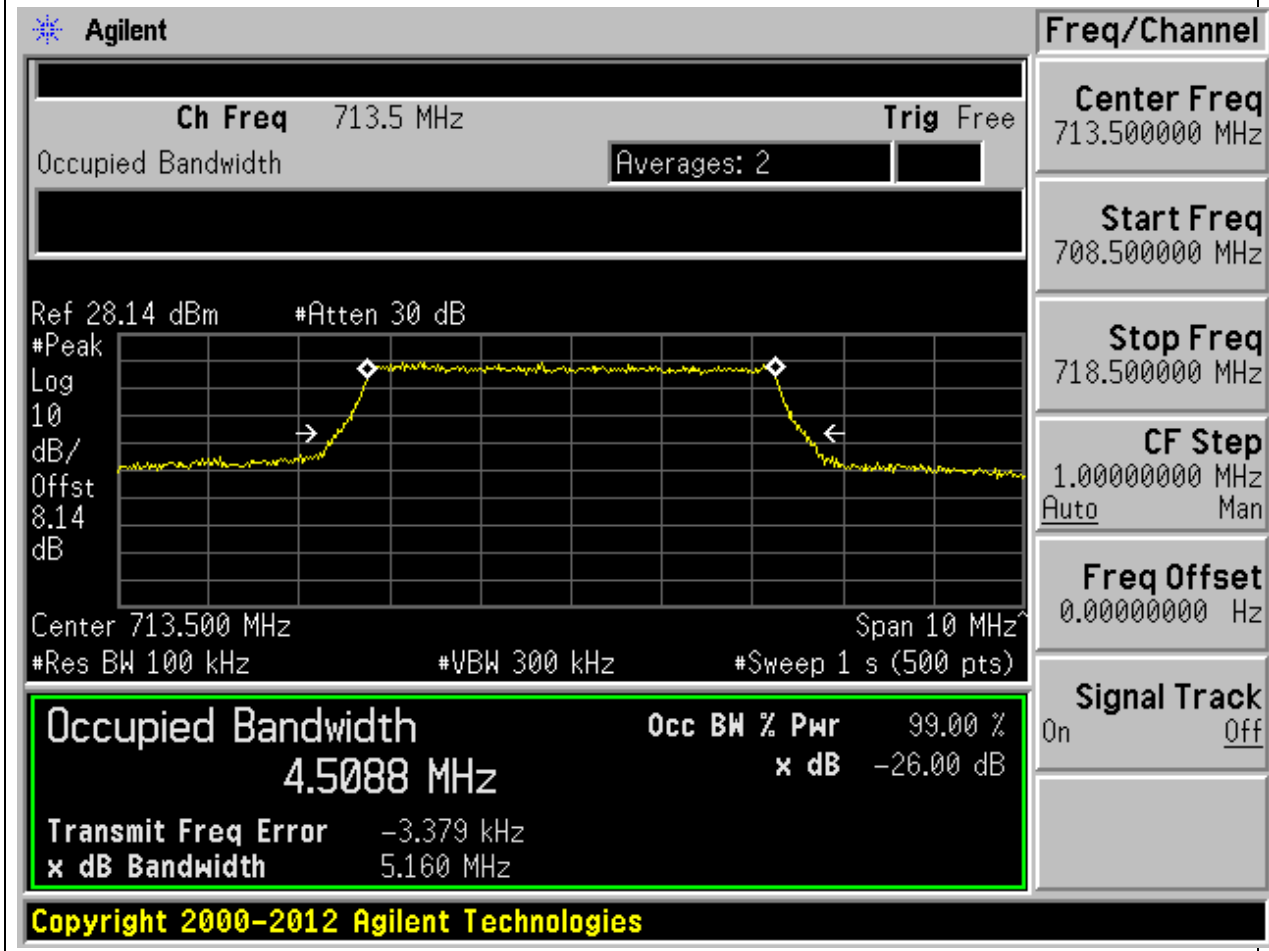 Agilent
Freq/Channel
Ch Freq 713.5 MHz Trig Free
Occupied Bandwidth Averages: 2
Center Freq
713.500000 MHz
Start Freq
708.500000 MHz
Stop Freq
718.500000 MHz
CF Step
1.00000000 MHz
Auto Man
Freq Offset
0.00000000 Hz
Signal Track
On Off
Ref 28.14 dBm #Atten 30 dB
#Peak
Log
10
dB/
Offst
8.14
dB
Center 713.500 MHz Span 10 MHz^
#Res BW 100 kHz #VBW 300 kHz #Sweep 1 s (500 pts)
Occupied Bandwidth Occ BW % Pwr 99.00 %
4.5088 MHz x dB -26.00 dB
Transmit Freq Error -3.379 kHz
x dB Bandwidth 5.160 MHz
Copyright 2000-2012 Agilent Technologies